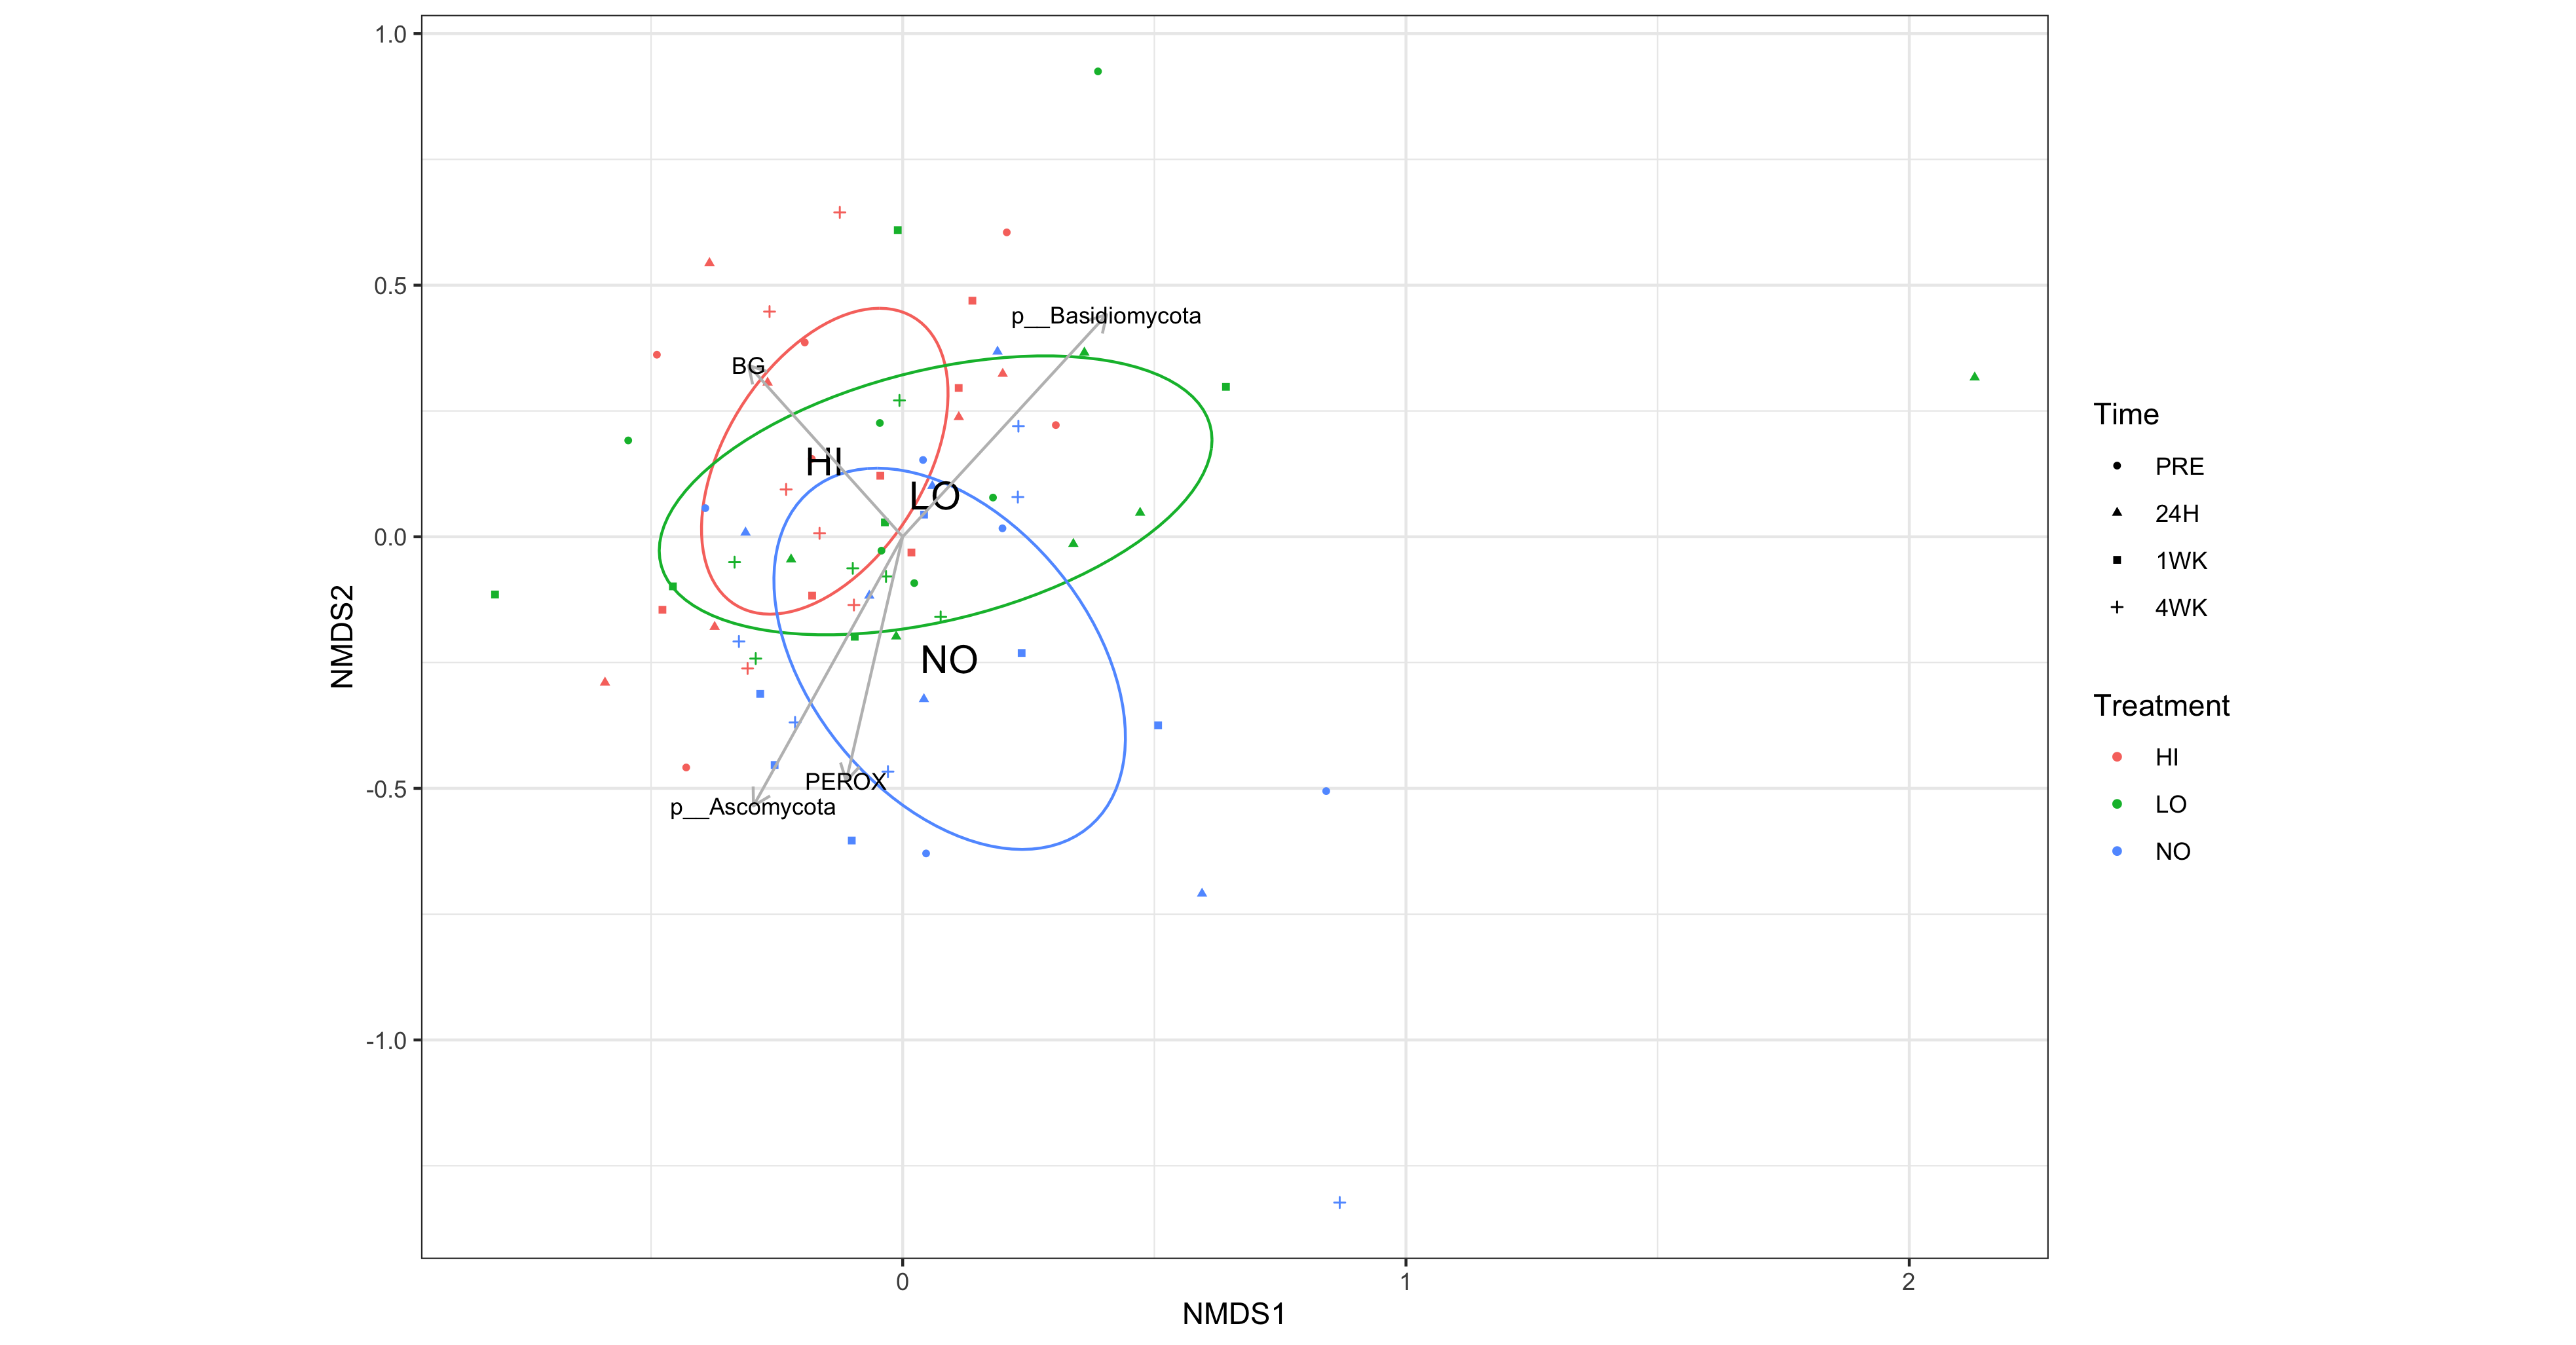 1.0
0.5
0.0
-0.5
-1.0
NMDS2
p__Basidiomycota
BG
HI
LO
NO
PEROX
p__Ascomycota
0
1
2
NMDS1
Time
PRE
24H
1WK
4WK
Treatment
HI
LO
NO